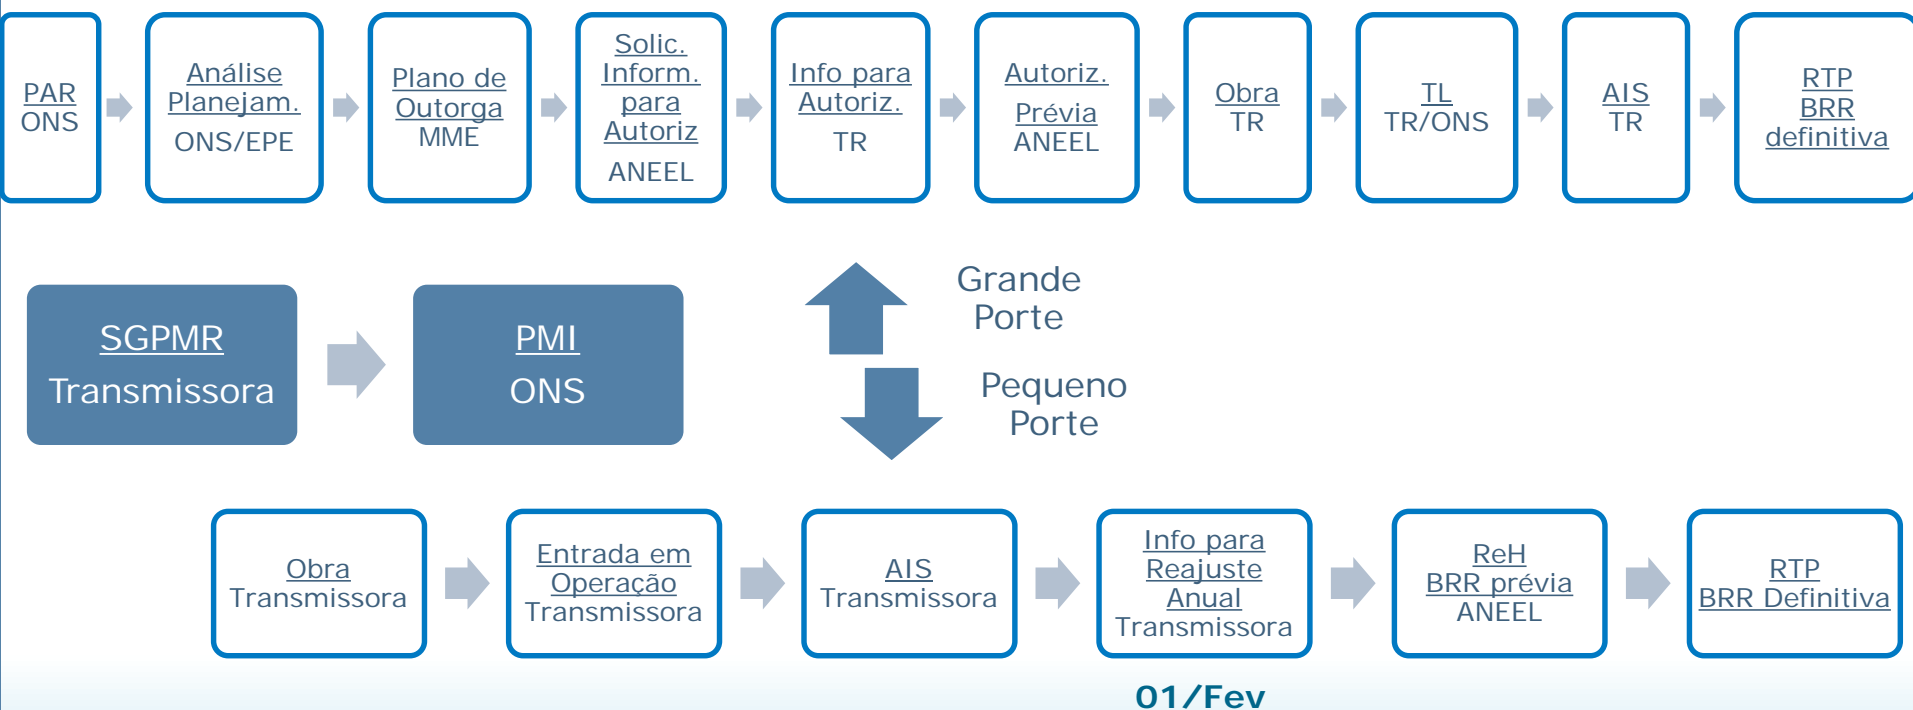 PAR
ONS
Análise
Planejam.
ONS/EPE
Plano de
Outorga
MME
Solic.
Inform.
para
Autoriz
ANEEL
Info para
Autoriz.
TR
Autoriz.
Prévia
ANEEL
Obra
TR
TL
TR/ONS
AIS
TR
RTP
BRR
definitiva
SGPMR
Transmissora
PMI
ONS
Grande
Porte
Pequeno
Porte
Obra
Transmissora
Entrada em
Operação
Transmissora
AIS
Transmissora
Info para
Reajuste
Anual
Transmissora
ReH
BRR prévia
ANEEL
RTP
BRR Definitiva
01/Fev